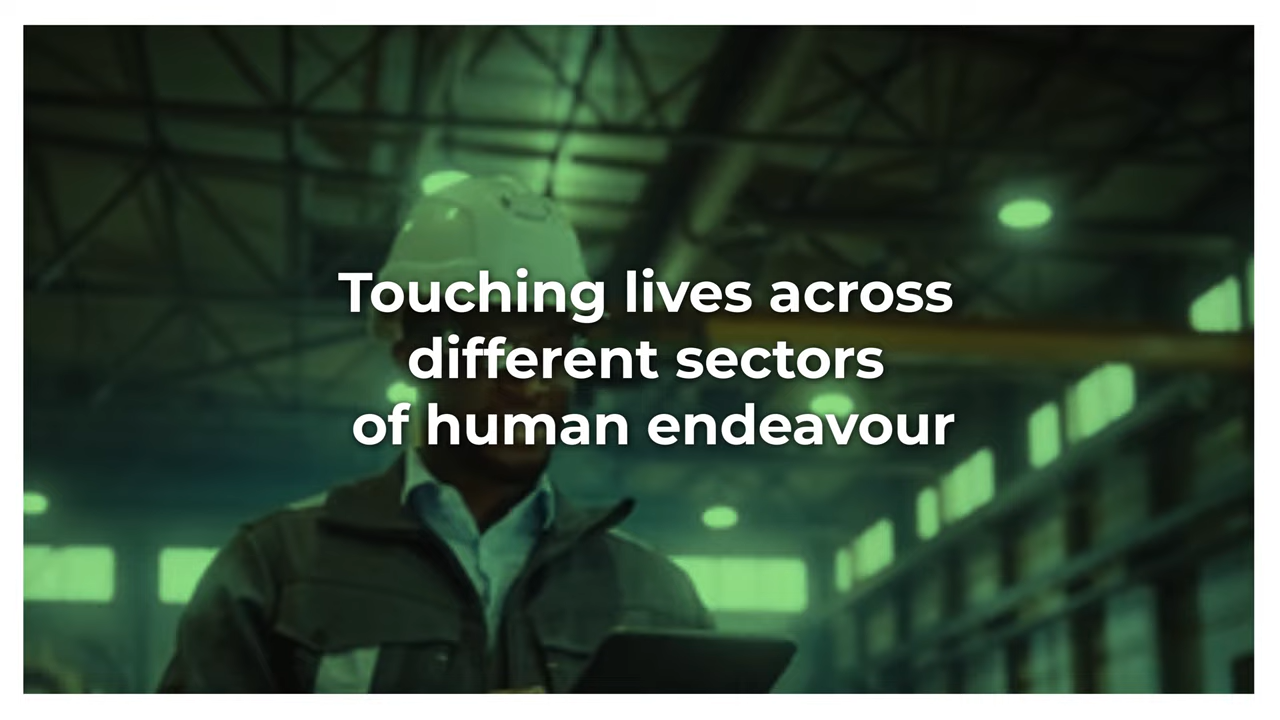 Touching lives across
different sectors
of human endeavour